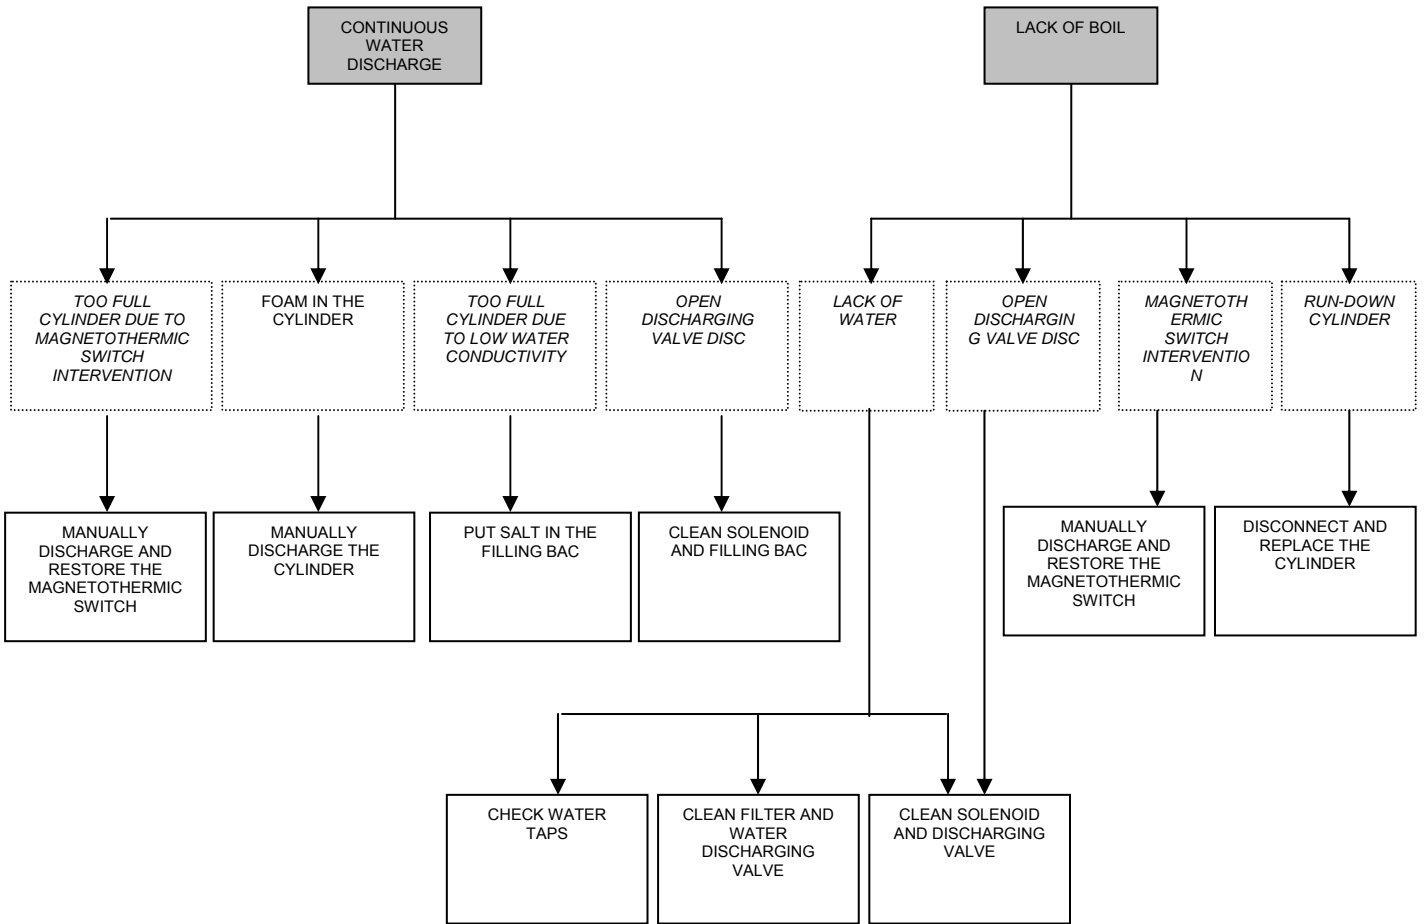 CONTINUOUS
WATER
DISCHARGE
LACK OF BOIL
TOO FULL
CYLINDER DUE TO
MAGNETOTHERMIC
SWITCH
INTERVENTION
FOAM IN THE
CYLINDER
TOO FULL
CYLINDER DUE
TO LOW WATER
CONDUCTIVITY
OPEN
DISCHARGING
VALVE DISC
LACK OF
WATER
OPEN
DISCHARGIN
G VALVE DISC
MAGNETOTH
ERMIC
SWITCH
INTERVENTIO
N
RUN-DOWN
CYLINDER
MANUALLY
DISCHARGE AND
RESTORE THE
MAGNETOTHERMIC
SWITCH
MANUALLY
DISCHARGE THE
CYLINDER
PUT SALT IN THE
FILLING BAC
CLEAN SOLENOID
AND FILLING BAC
MANUALLY
DISCHARGE AND
RESTORE THE
MAGNETOTHERMIC
SWITCH
DISCONNECT AND
REPLACE THE
CYLINDER
CHECK WATER
TAPS
CLEAN FILTER AND
WATER
DISCHARGING
VALVE
CLEAN SOLENOID
AND DISCHARGING
VALVE